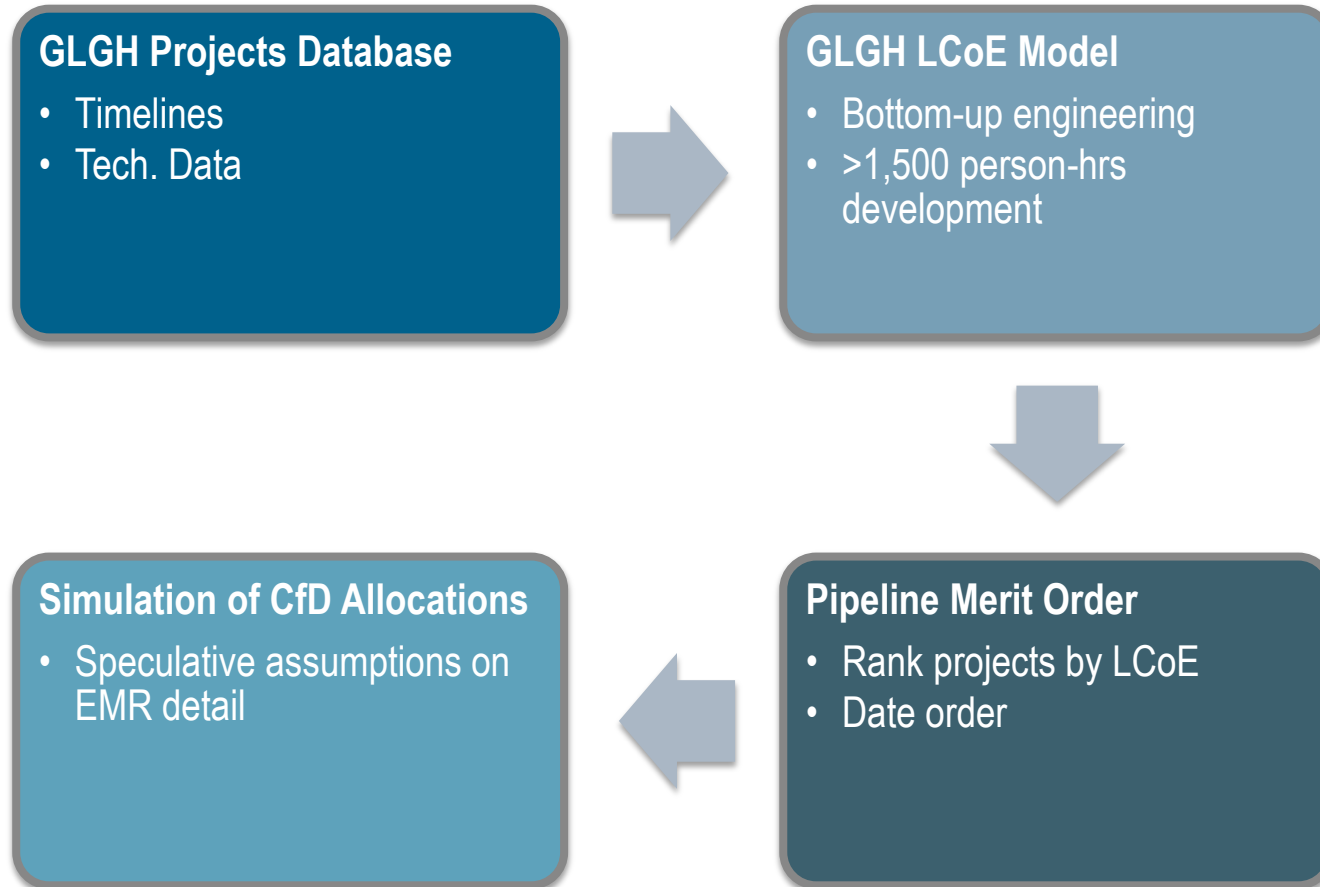 GLGH Projects Database
• Timelines
• Tech. Data
GLGH LCoE Model
• Bottom-up engineering
• >1,500 person-hrs
development
Pipeline Merit Order
• Rank projects by LCoE
• Date order
Simulation of CfD Allocations
• Speculative assumptions on
EMR detail